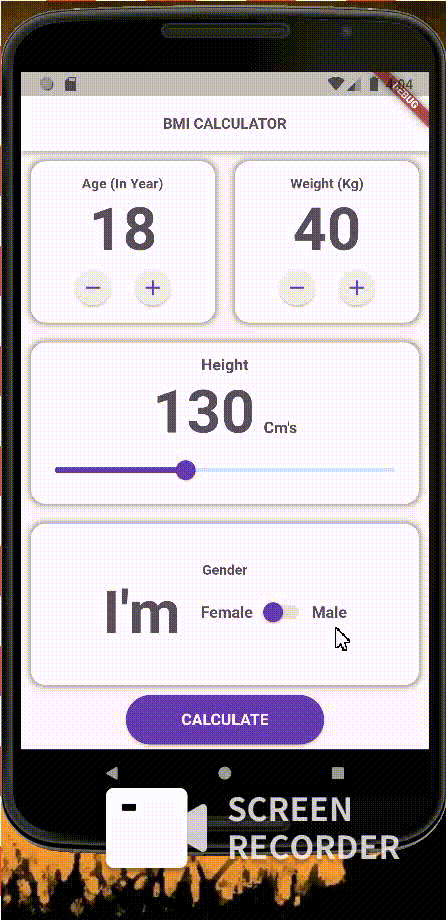 4:04
DEBUG
BMI CALCULATOR
Age (In Year)
Weight (Kg)
18
40
Height
130 Cm's
Gender
I'm Female Male
CALCULATE
SCREEN
RECORDER